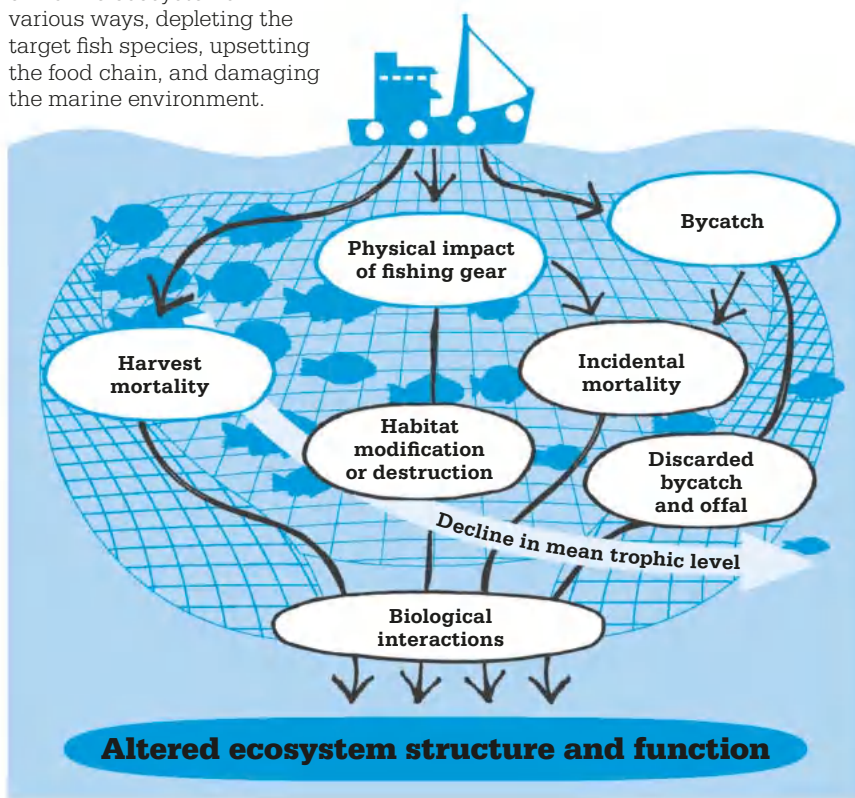 various ways, depleting the
target fish species, upsetting
the food chain, and damaging
the marine environment.
Bycatch
Physical impact
of fishing gear
Harvest
mortality
Incidental
mortality
Habitat
modification
or destruction
Discarded
bycatch
and offal
Decline in mean trophic level
Biological
interactions
Altered ecosystem structure and function